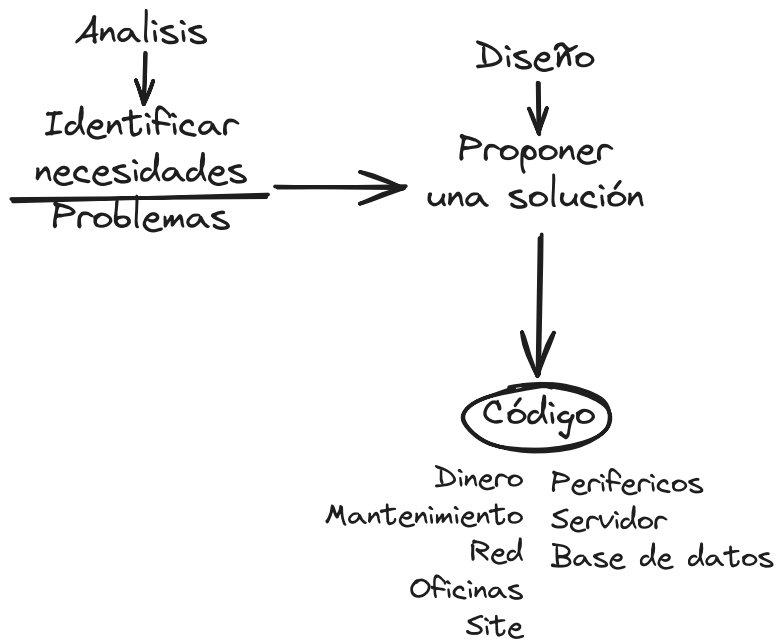 Analisis
Identificar
necesidades
Problemas
Diseño
Proponer
una solución
Código
Dinero
Mantenimiento
Red
Oficinas
Site
Perifericos
Servidor
Base de datos